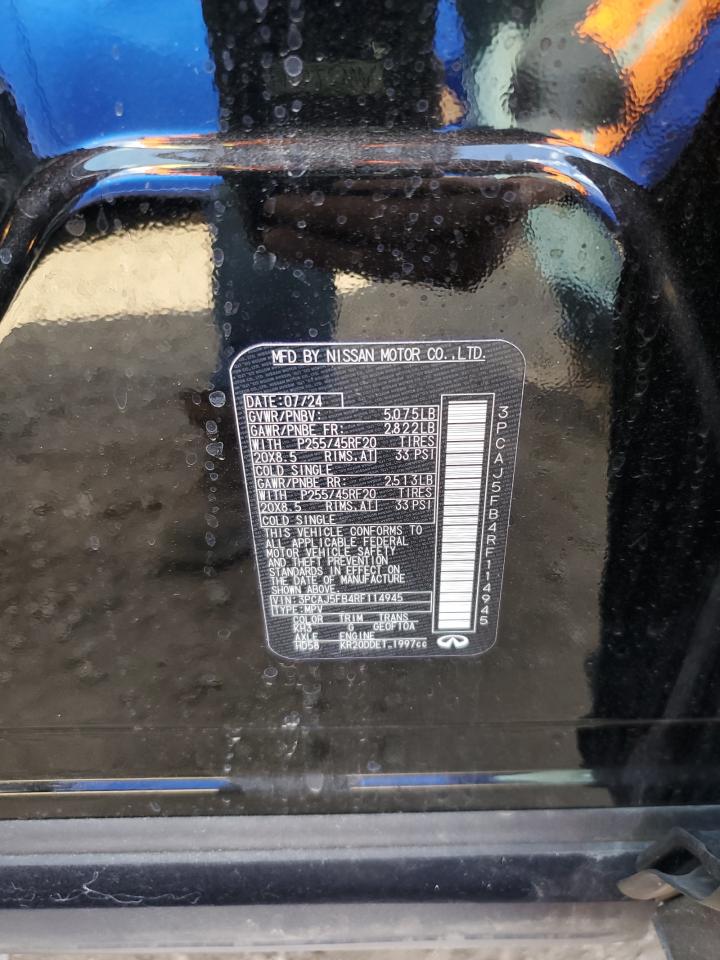 MFD BY NISSAN MOTOR CO.,LTD.
DATE:07/24
GVWR/PNBV: 5075LB
GAWR/PNBE FR: 2822LB
WITH P255/45RF20 TIRES
20X8.5 RIMS.AT 33 PSI
COLD SINGLE
GAWR/PNBE RR: 2513LB
WITH P255/45RF20 TIRES
20X8.5 RIMS.AT 33 PSI
COLD SINGLE
THIS VEHICLE CONFORMS TO
ALL APPLICABLE FEDERAL
MOTOR VEHICLE SAFETY
AND THEFT PREVENTION
STANDARDS IN EFFECT ON
THE DATE OF MANUFACTURE
SHOWN ABOVE.
VIN:3PCAJ5FB4RF114945
TYPE:MPV
COLOR TRIM TRANS
KH3 G GE0F10A
AXLE ENGINE
HD58 KR20DDET 1997cc
3PCAJ5FB4RF114945